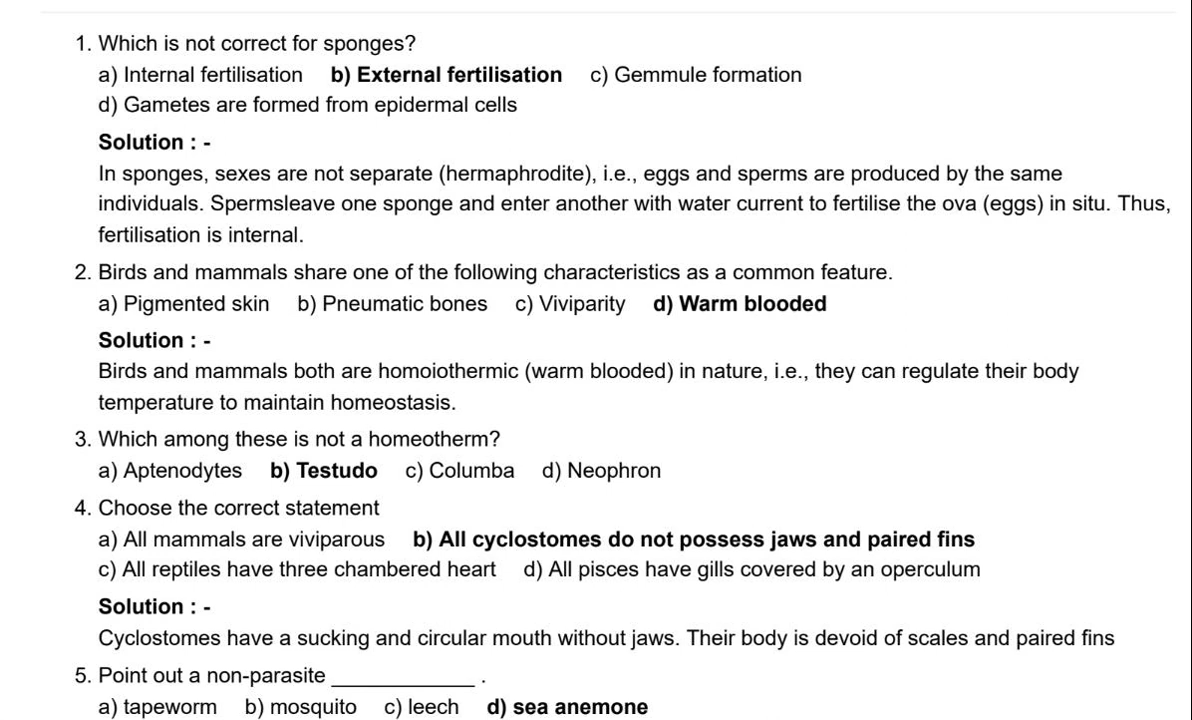 1. Which is not correct for sponges?
a) Internal fertilisation b) External fertilisation c) Gemmule formation
d) Gametes are formed from epidermal cells
Solution : -
In sponges, sexes are not separate (hermaphrodite), i.e., eggs and sperms are produced by the same
individuals. Spermsleave one sponge and enter another with water current to fertilise the ova (eggs) in situ. Thus,
fertilisation is internal.
2. Birds and mammals share one of the following characteristics as a common feature.
a) Pigmented skin b) Pneumatic bones c) Viviparity d) Warm blooded
Solution : -
Birds and mammals both are homoiothermic (warm blooded) in nature, i.e., they can regulate their body
temperature to maintain homeostasis.
3. Which among these is not a homeotherm?
a) Aptenodytes b) Testudo c) Columba d) Neophron
4. Choose the correct statement
a) All mammals are viviparous b) All cyclostomes do not possess jaws and paired fins
c) All reptiles have three chambered heart d) All pisces have gills covered by an operculum
Solution : -
Cyclostomes have a sucking and circular mouth without jaws. Their body is devoid of scales and paired fins
5. Point out a non-parasite ____________ .
a) tapeworm b) mosquito c) leech d) sea anemone